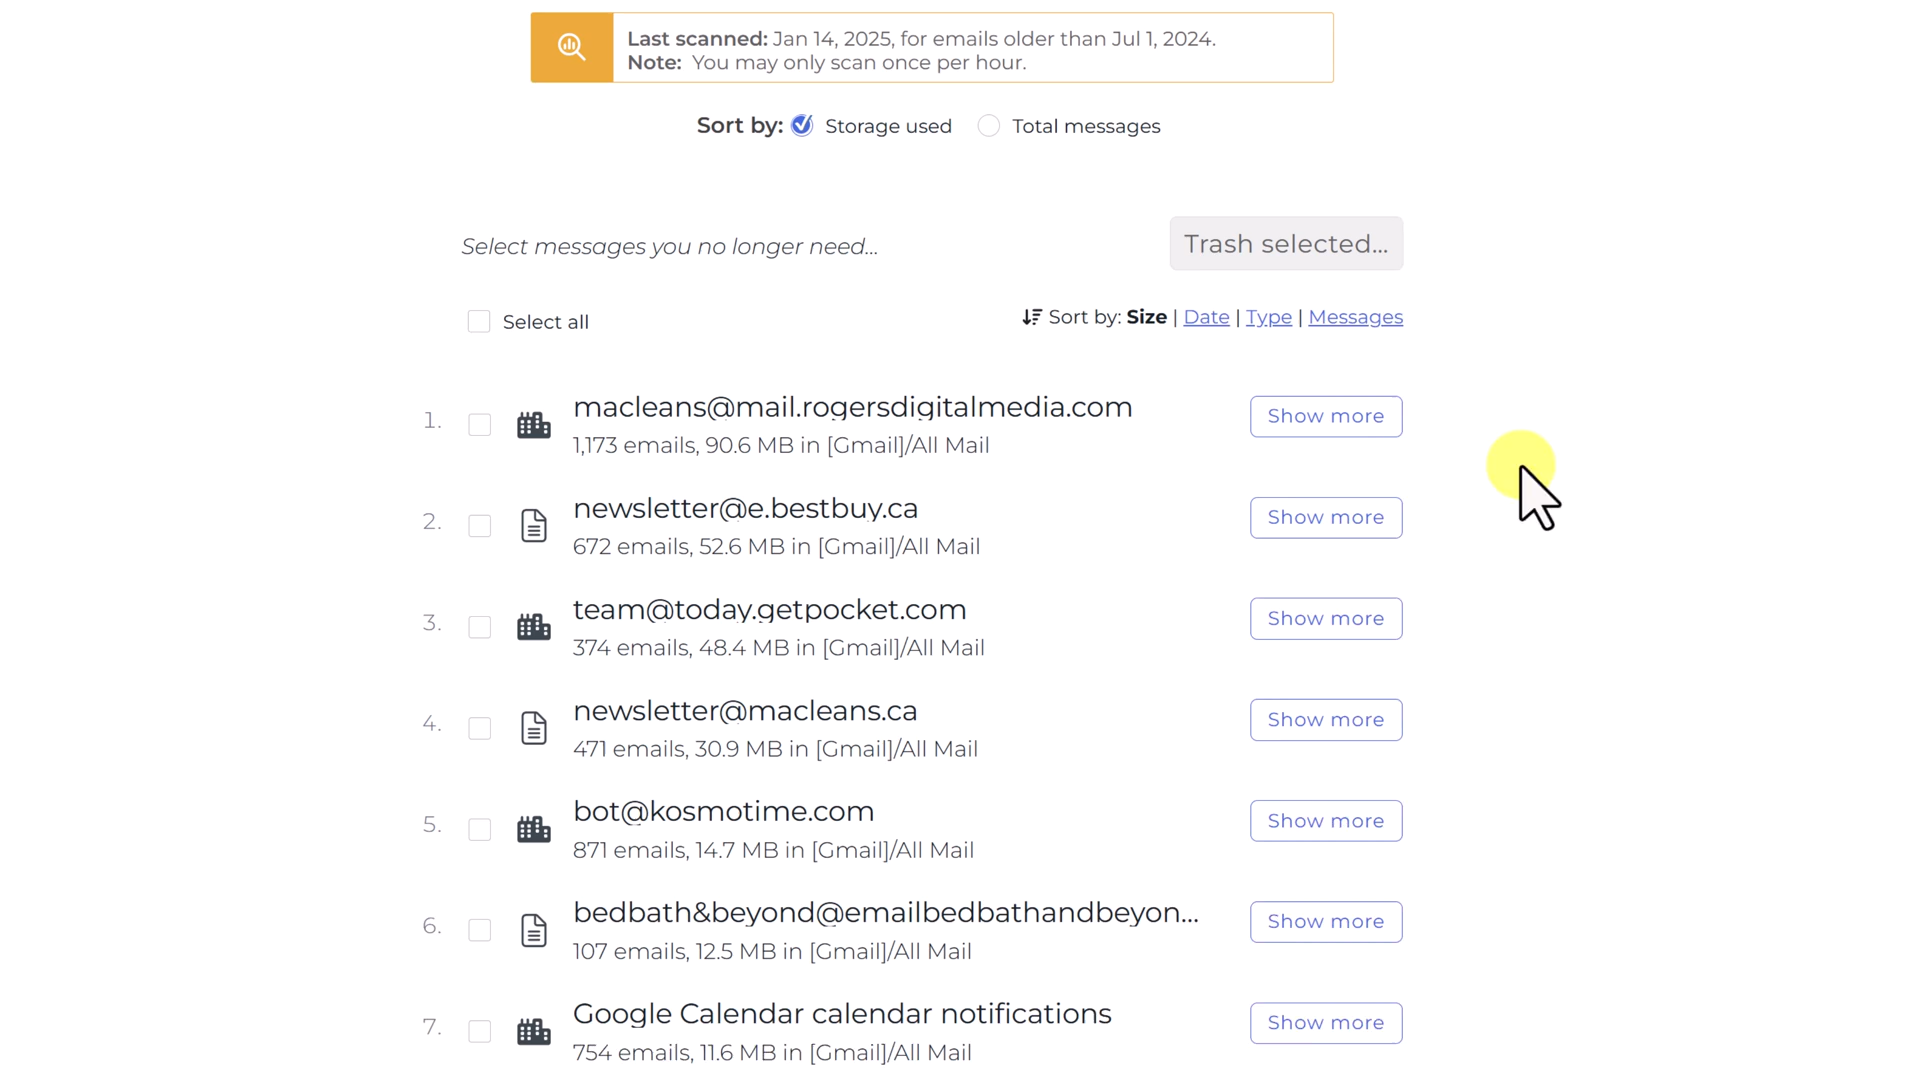 Last scanned: Jan 14, 2025, for emails older than Jul 1, 2024.
Note: You may only scan once per hour.
Sort by: Storage used Total messages
Select messages you no longer need...
Trash selected...
Select all
Sort by: Size | Date | Type | Messages
1. macleans@mail.rogersdigitalmedia.com Show more
1,173 emails, 90.6 MB in [Gmail]/All Mail
2. newsletter@e.bestbuy.ca Show more
672 emails, 52.6 MB in [Gmail]/All Mail
3. team@today.getpocket.com Show more
374 emails, 48.4 MB in [Gmail]/All Mail
4. newsletter@macleans.ca Show more
471 emails, 30.9 MB in [Gmail]/All Mail
5. bot@kosmotime.com Show more
871 emails, 14.7 MB in [Gmail]/All Mail
6. bedbath&beyond@emailbedbathandbeyon... Show more
107 emails, 12.5 MB in [Gmail]/All Mail
7. Google Calendar calendar notifications Show more
754 emails, 11.6 MB in [Gmail]/All Mail